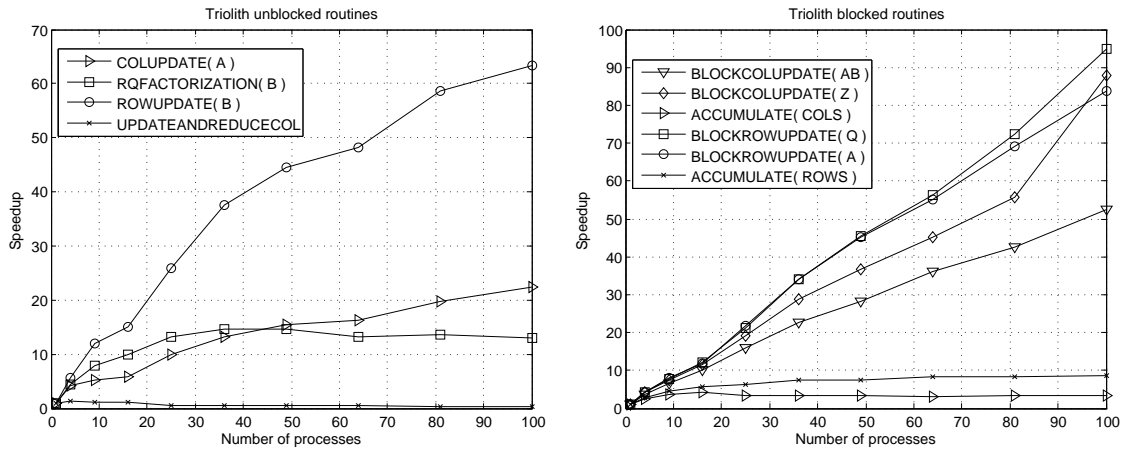 Triolith unblocked routines
70
60
50
40
30
20
10
0
Speedup
COLUPDATE( A )
RQFACTORIZATION( B )
ROWUPDATE( B )
UPDATEANDREDUCECOL
0 10 20 30 40 50 60 70 80 90 100
Number of processes
Triolith blocked routines
100
90
80
70
60
50
40
30
20
10
0
Speedup
BLOCKCOLUPDATE( AB )
BLOCKCOLUPDATE( Z )
ACCUMULATE( COLS )
BLOCKROWUPDATE( Q )
BLOCKROWUPDATE( A )
ACCUMULATE( ROWS )
0 10 20 30 40 50 60 70 80 90 100
Number of processes